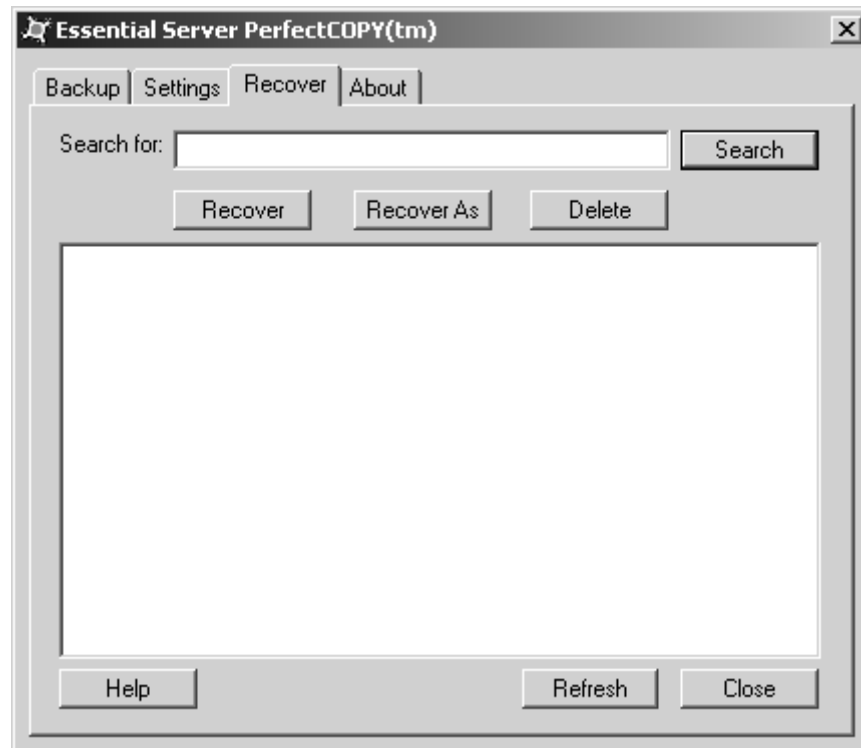 Essential Server PerfectCOPY(tm)
Backup Settings Recover About
Search for: Search
Recover Recover As Delete
Help Refresh Close